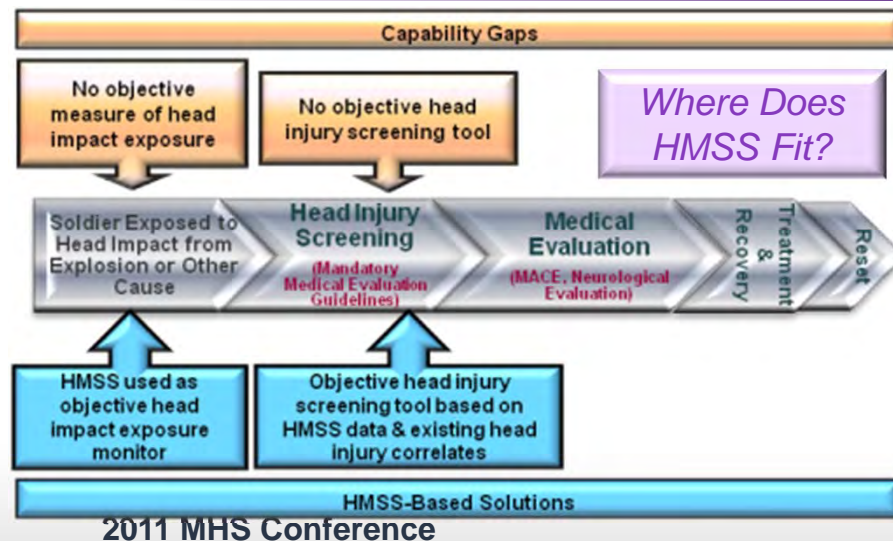 Capability Gaps
No objective
measure of head
impact exposure
No objective head
injury screening tool
Where Does
HMSS Fit?
Soldier Exposed to
Head Impact from
Explosion or Other
Cause
Head Injury
Screening
(Mandatory
Medical Evaluation
Guidelines)
Medical
Evaluation
(MACE, Neurological
Evaluation)
Treatment
&
Recovery
Reset
HMSS used as
objective head
impact exposure
monitor
Objective head injury
screening tool based on
HMSS data & existing head
injury correlates
HMSS-Based Solutions
2011 MHS Conference